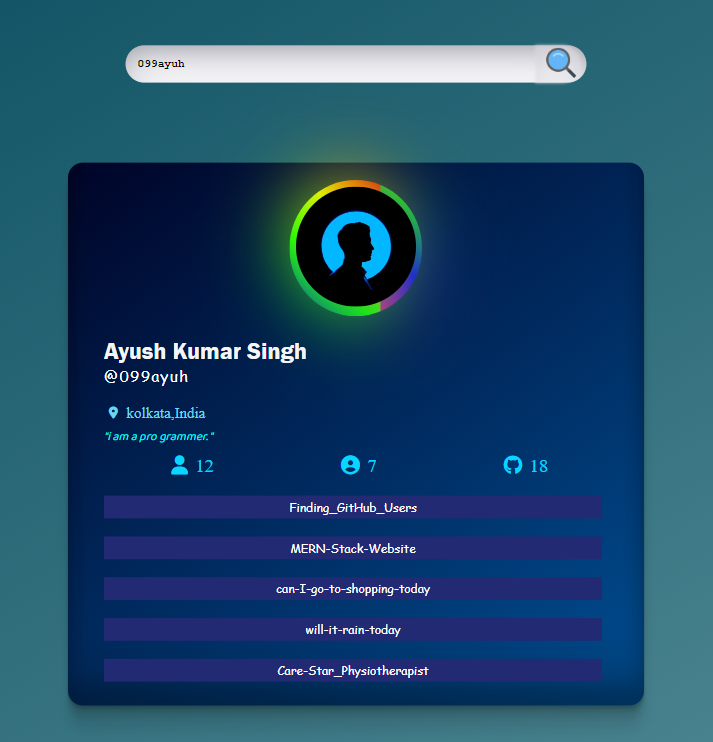 099ayuh
Ayush Kumar Singh
@099ayuh
kolkata,India
"i am a pro grammer."
12 7 18
Finding_GitHub_Users
MERN-Stack-Website
can-I-go-to-shopping-today
will-it-rain-today
Care-Star_Physiotherapist